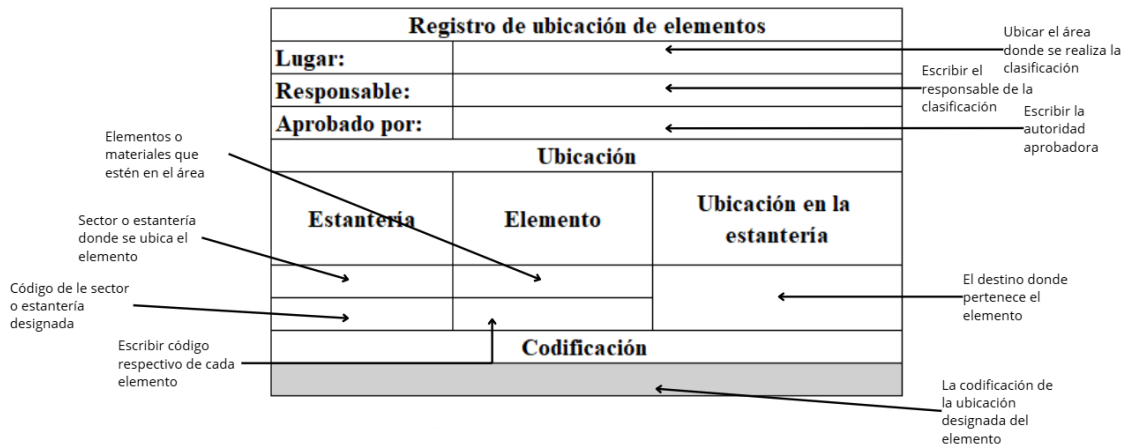 Registro de ubicación de elementos
Lugar:
Ubicar el área
donde se realiza la
clasificación
Responsable:
Escribir el
responsable de la
clasificación
Aprobado por:
Escribir la
autoridad
aprobadora
Elementos o
materiales que
estén en el área
Ubicación
Estantería
Elemento
Ubicación en la
estantería
Sector o estantería
donde se ubica el
elemento
Código de le sector
o estantería
designada
El destino donde
pertenece el
elemento
Escribir código
respectivo de cada
elemento
Codificación
La codificación de
la ubicación
designada del
elemento